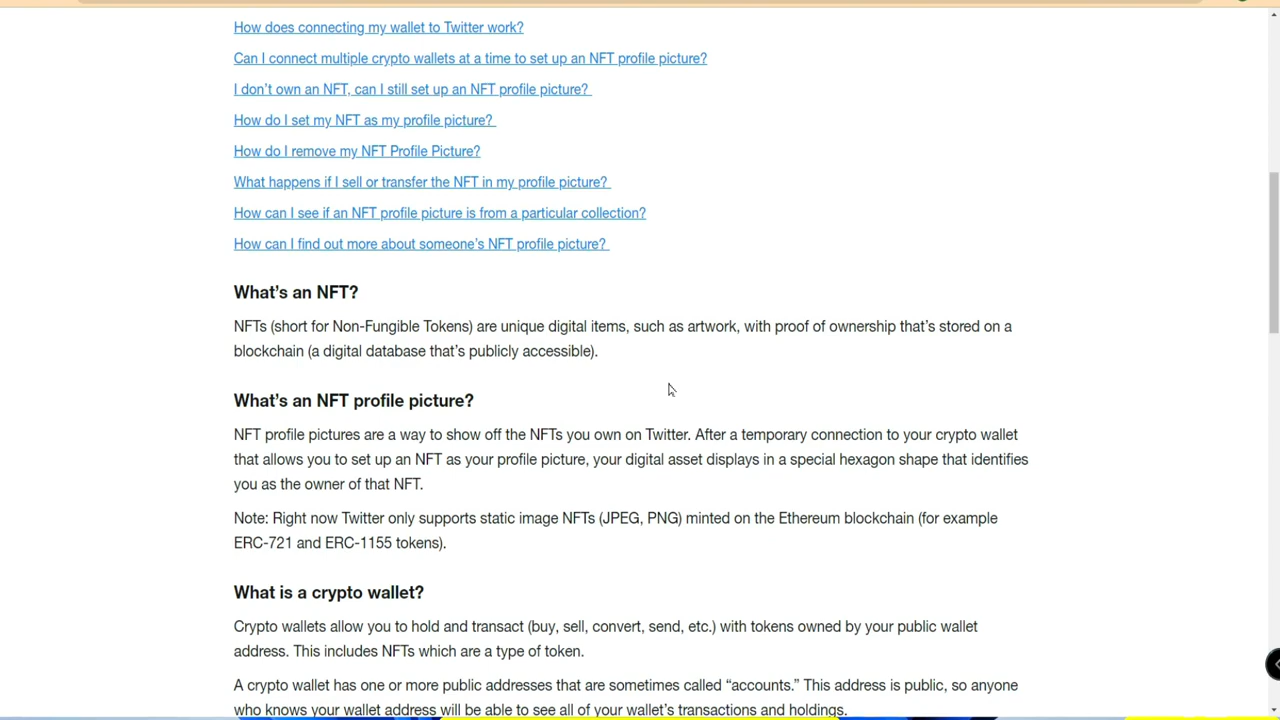 How does connecting my wallet to Twitter work?
Can I connect multiple crypto wallets at a time to set up an NFT profile picture?
I don’t own an NFT, can I still set up an NFT profile picture?
How do I set my NFT as my profile picture?
How do I remove my NFT Profile Picture?
What happens if I sell or transfer the NFT in my profile picture?
How can I see if an NFT profile picture is from a particular collection?
How can I find out more about someone’s NFT profile picture?
What’s an NFT?
NFTs (short for Non-Fungible Tokens) are unique digital items, such as artwork, with proof of ownership that’s stored on a
blockchain (a digital database that’s publicly accessible).
What’s an NFT profile picture?
NFT profile pictures are a way to show off the NFTs you own on Twitter. After a temporary connection to your crypto wallet
that allows you to set up an NFT as your profile picture, your digital asset displays in a special hexagon shape that identifies
you as the owner of that NFT.
Note: Right now Twitter only supports static image NFTs (JPEG, PNG) minted on the Ethereum blockchain (for example
ERC-721 and ERC-1155 tokens).
What is a crypto wallet?
Crypto wallets allow you to hold and transact (buy, sell, convert, send, etc.) with tokens owned by your public wallet
address. This includes NFTs which are a type of token.
A crypto wallet has one or more public addresses that are sometimes called “accounts.” This address is public, so anyone
who knows your wallet address will be able to see all of your wallet’s transactions and holdings.